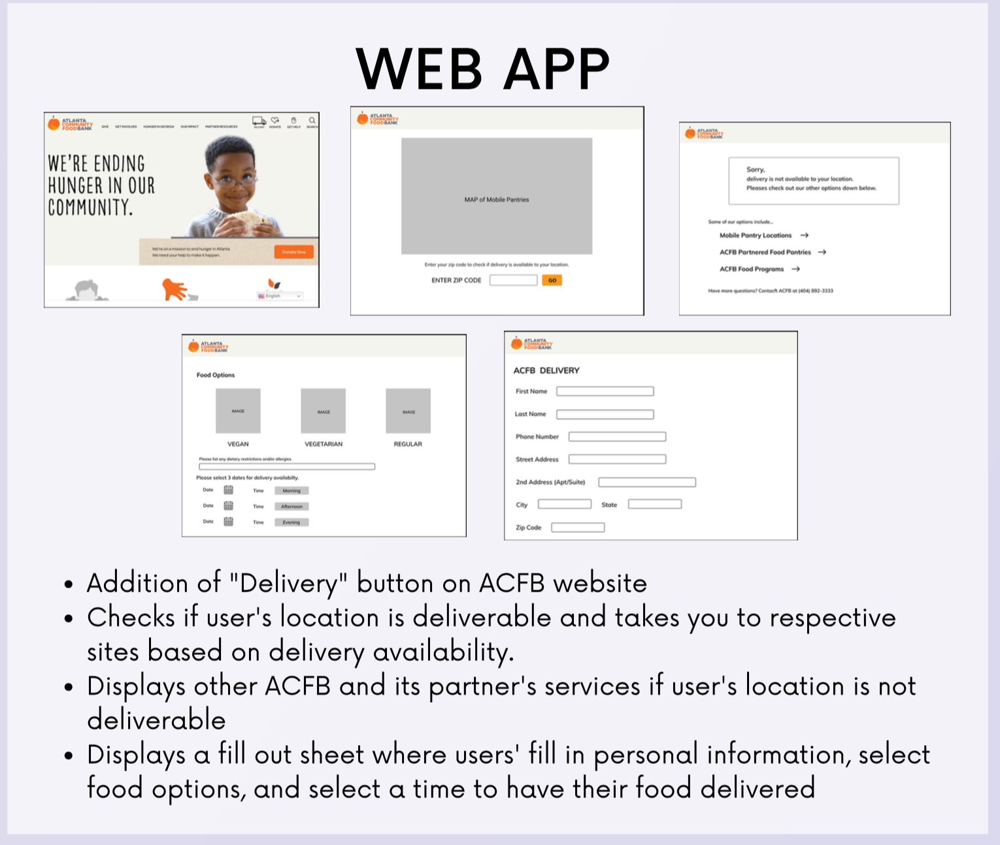 WEB APP
ATLANTA
COMMUNITY
FOODBANK
GIVE GET INVOLVED HUNGER IN GEORGIA OUR IMPACT PARTNER RESOURCES
DELIVERY DONATE GET HELP SEARCH
WE'RE ENDING
HUNGER IN OUR
COMMUNITY.
We're on a mission to end hunger in Atlanta.
We need your help to make it happen.
Donate Now
English
ATLANTA
COMMUNITY
FOODBANK
MAP of Mobile Pantries
Enter your zip code to check if delivery is available to your location.
ENTER ZIP CODE
GO
ATLANTA
COMMUNITY
FOODBANK
Sorry,
delivery is not available to your location.
Pleases check out our other options down below.
Some of our options include...
Mobile Pantry Locations →
ACFB Partnered Food Pantries →
ACFB Food Programs →
Have more questions? Contacft ACFB at (404) 892-3333
ATLANTA
COMMUNITY
FOODBANK
Food Options
IMAGE IMAGE IMAGE
VEGAN VEGETARIAN REGULAR
Please list any dietary restrictions and/or allergies.
Please select 3 dates for delivery availabilty.
Date Time Morning
Date Time Afternoon
Date Time Evening
ATLANTA
COMMUNITY
FOODBANK
ACFB DELIVERY
First Name
Last Name
Phone Number
Street Address
2nd Address (Apt/Suite)
City State
Zip Code
• Addition of "Delivery" button on ACFB website
• Checks if user's location is deliverable and takes you to respective
sites based on delivery availability.
• Displays other ACFB and its partner's services if user's location is not
deliverable
• Displays a fill out sheet where users' fill in personal information, select
food options, and select a time to have their food delivered